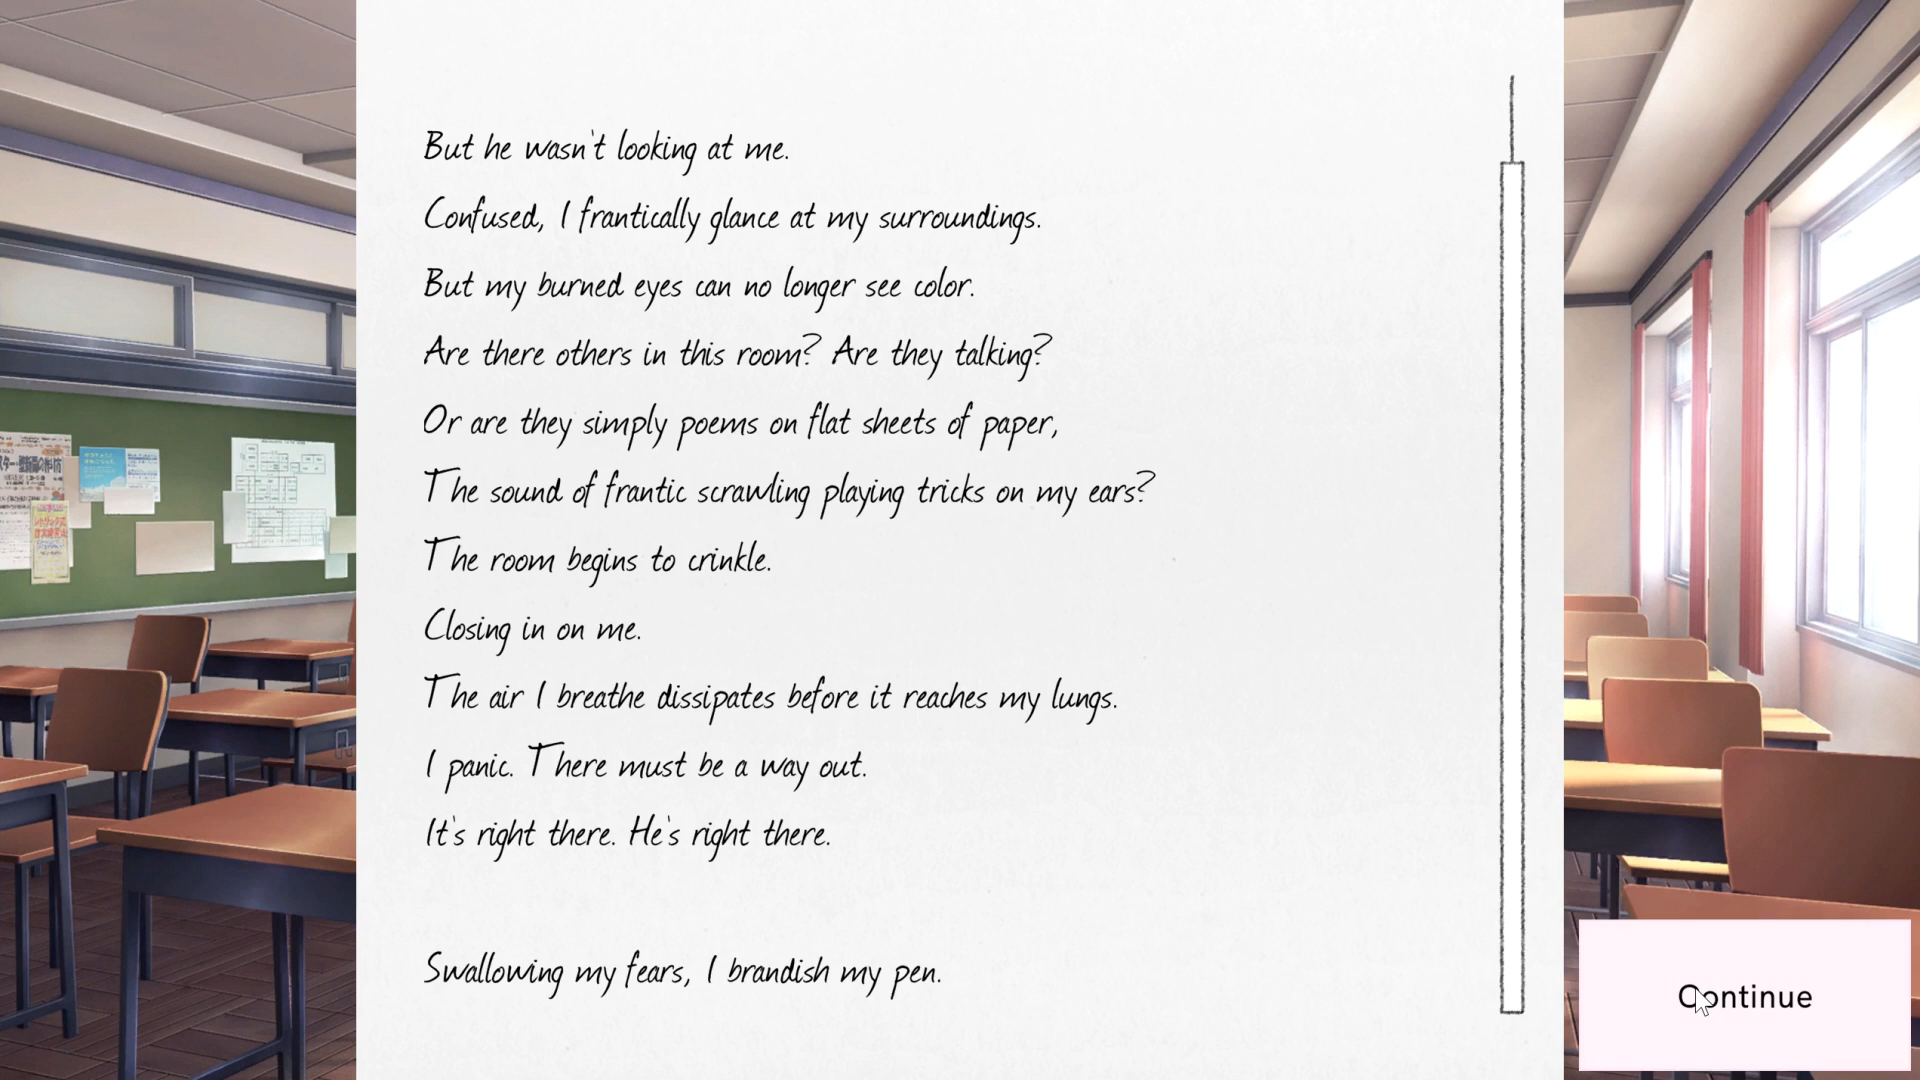 But he wasn't looking at me.
Confused, I frantically glance at my surroundings.
But my burned eyes can no longer see color.
Are there others in this room? Are they talking?
Or are they simply poems on flat sheets of paper,
The sound of frantic scrawling playing tricks on my ears?
The room begins to crinkle.
Closing in on me.
The air I breathe dissipates before it reaches my lungs.
I panic. There must be a way out.
It's right there. He's right there.
Swallowing my fears, I brandish my pen.
Continue